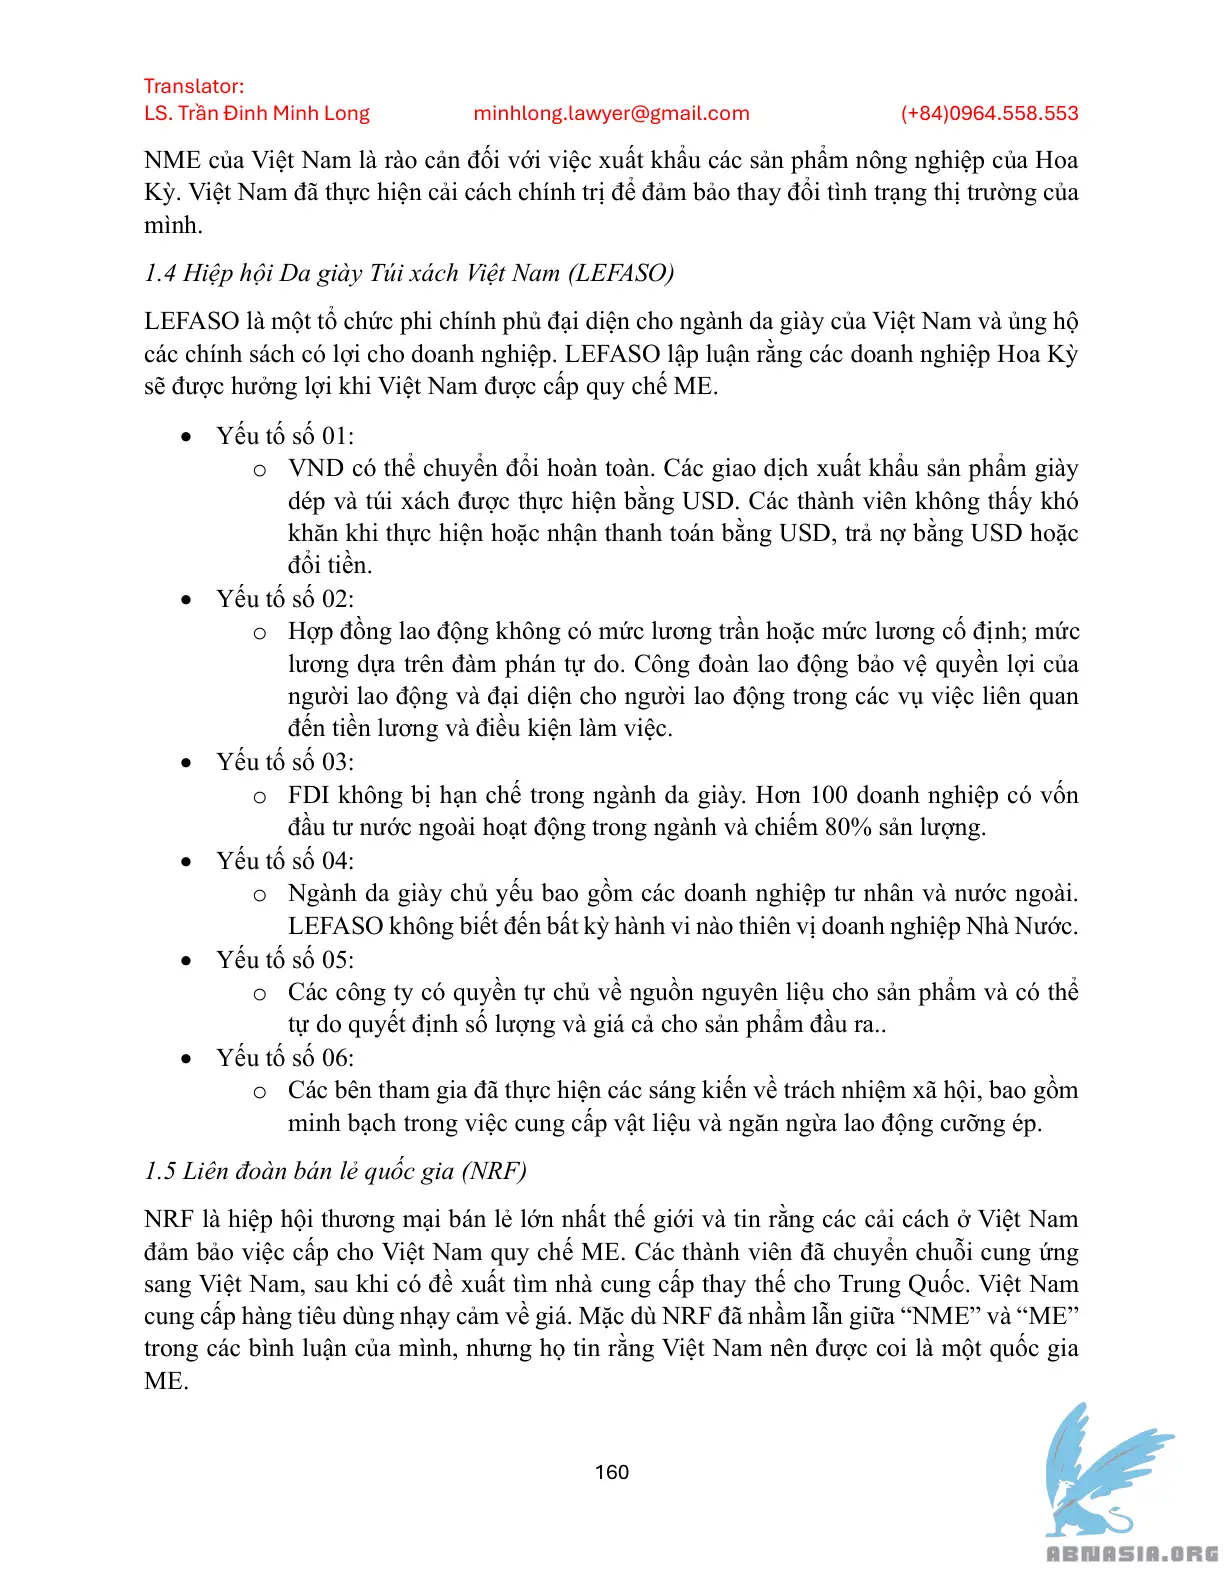 Translator:
LS. Trần Đinh Minh Long minhlong.lawyer@gmail.com (+84)0964.558.553
NME của Việt Nam là rào cản đối với việc xuất khẩu các sản phẩm nông nghiệp của Hoa
Kỳ. Việt Nam đã thực hiện cải cách chính trị để đảm bảo thay đổi tình trạng thị trường của
mình.
1.4 Hiệp hội Da giày Túi xách Việt Nam (LEFASO)
LEFASO là một tổ chức phi chính phủ đại diện cho ngành da giày của Việt Nam và ủng hộ
các chính sách có lợi cho doanh nghiệp. LEFASO lập luận rằng các doanh nghiệp Hoa Kỳ
sẽ được hưởng lợi khi Việt Nam được cấp quy chế ME.
• Yếu tố số 01:
o VND có thể chuyển đổi hoàn toàn. Các giao dịch xuất khẩu sản phẩm giày
dép và túi xách được thực hiện bằng USD. Các thành viên không thấy khó
khăn khi thực hiện hoặc nhận thanh toán bằng USD, trả nợ bằng USD hoặc
đổi tiền.
• Yếu tố số 02:
o Hợp đồng lao động không có mức lương trần hoặc mức lương cố định; mức
lương dựa trên đàm phán tự do. Công đoàn lao động bảo vệ quyền lợi của
người lao động và đại diện cho người lao động trong các vụ việc liên quan
đến tiền lương và điều kiện làm việc.
• Yếu tố số 03:
o FDI không bị hạn chế trong ngành da giày. Hơn 100 doanh nghiệp có vốn
đầu tư nước ngoài hoạt động trong ngành và chiếm 80% sản lượng.
• Yếu tố số 04:
o Ngành da giày chủ yếu bao gồm các doanh nghiệp tư nhân và nước ngoài.
LEFASO không biết đến bất kỳ hành vi nào thiên vị doanh nghiệp Nhà Nước.
• Yếu tố số 05:
o Các công ty có quyền tự chủ về nguồn nguyên liệu cho sản phẩm và có thể
tự do quyết định số lượng và giá cả cho sản phẩm đầu ra..
• Yếu tố số 06:
o Các bên tham gia đã thực hiện các sáng kiến về trách nhiệm xã hội, bao gồm
minh bạch trong việc cung cấp vật liệu và ngăn ngừa lao động cưỡng ép.
1.5 Liên đoàn bán lẻ quốc gia (NRF)
NRF là hiệp hội thương mại bán lẻ lớn nhất thế giới và tin rằng các cải cách ở Việt Nam
đảm bảo việc cấp cho Việt Nam quy chế ME. Các thành viên đã chuyển chuỗi cung ứng
sang Việt Nam, sau khi có đề xuất tìm nhà cung cấp thay thế cho Trung Quốc. Việt Nam
cung cấp hàng tiêu dùng nhạy cảm về giá. Mặc dù NRF đã nhầm lẫn giữa “NME” và “ME”
trong các bình luận của mình, nhưng họ tin rằng Việt Nam nên được coi là một quốc gia
ME.
160
ABNASIA.ORG